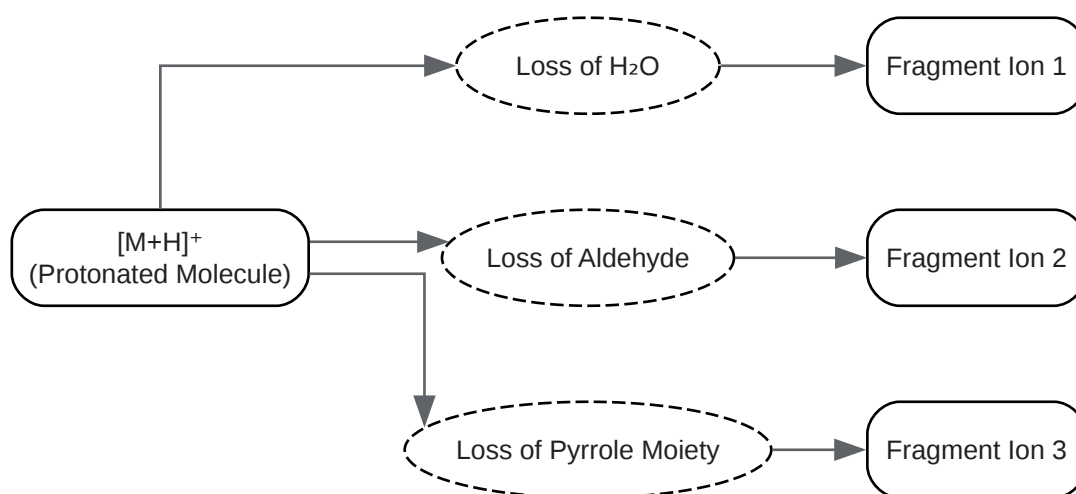 Loss of H₂O
Fragment Ion 1
[M+H]⁺
(Protonated Molecule)
Loss of Aldehyde
Fragment Ion 2
Loss of Pyrrole Moiety
Fragment Ion 3